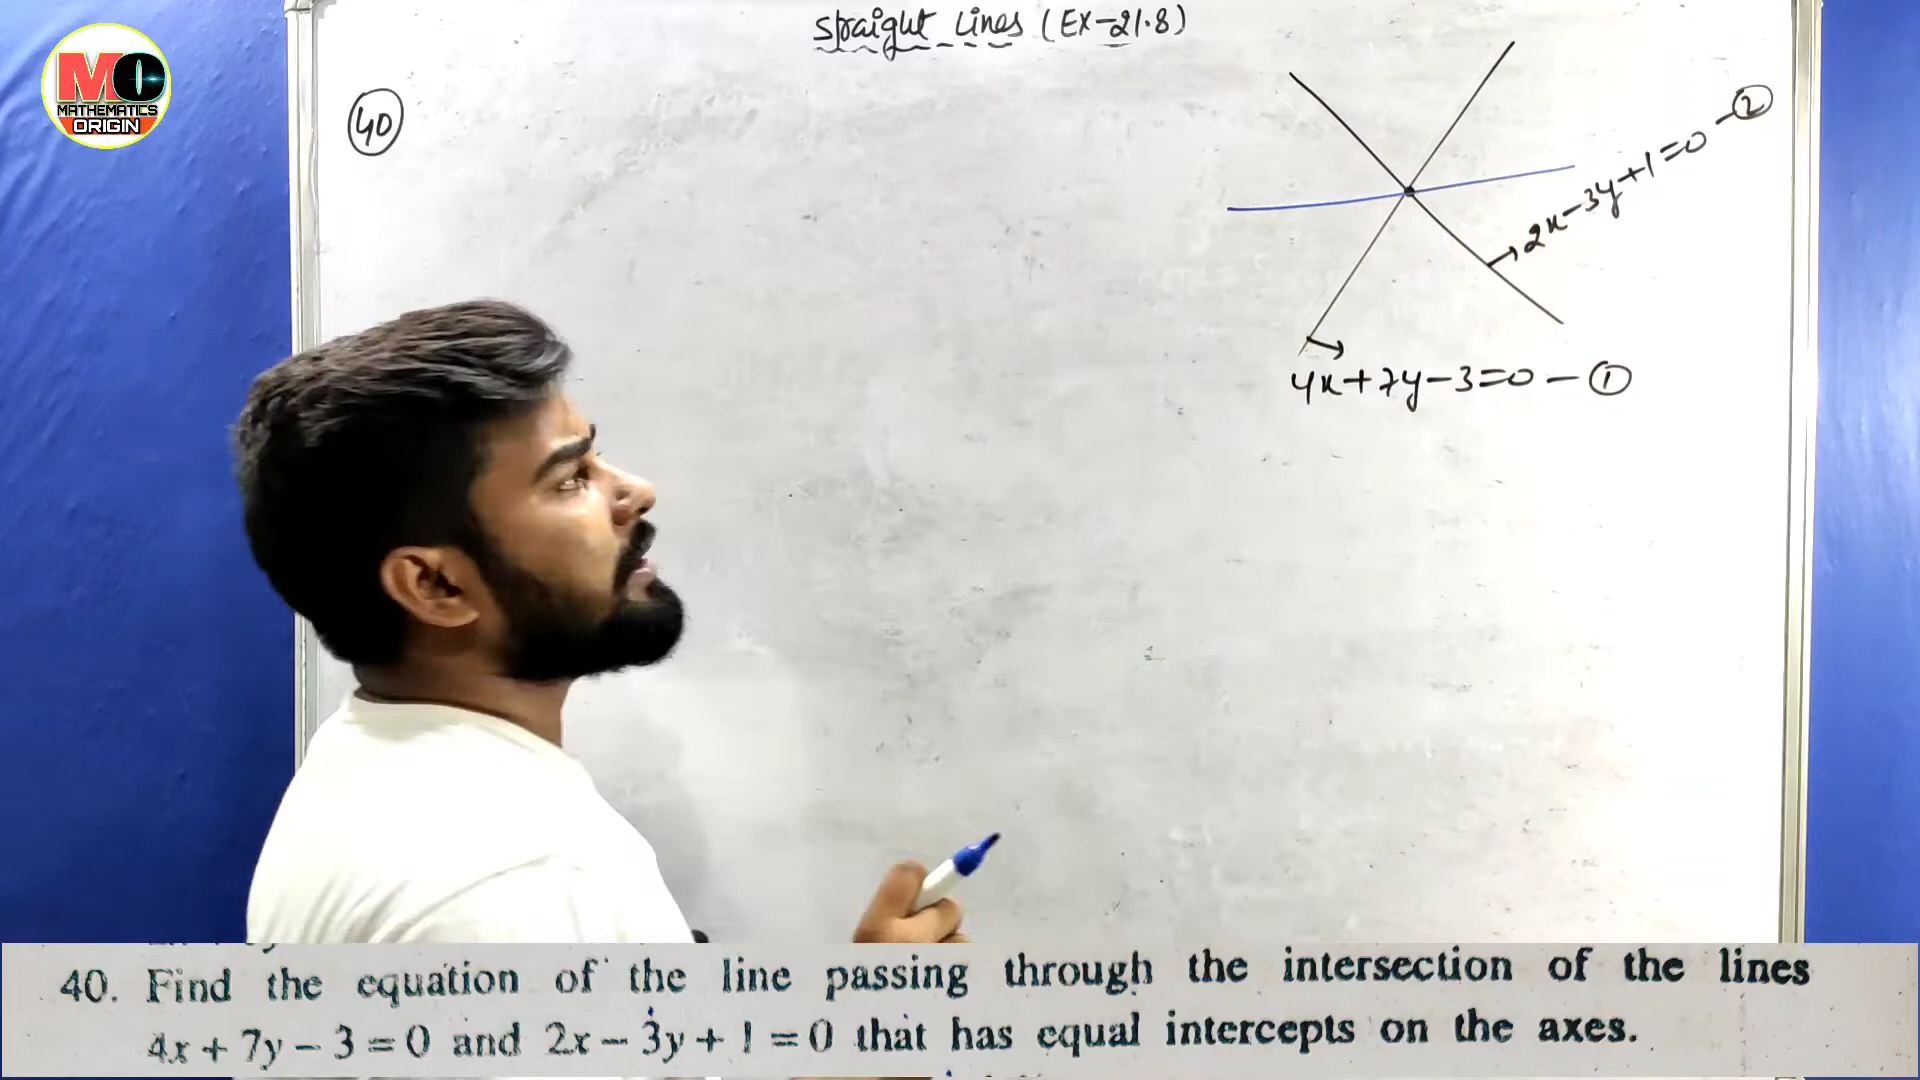 MO
MATHEMATICS
ORIGIN
Straight Lines (EX-21.8)
40
2x-3y+1=0 - 2
4x+7y-3=0 - 1
40. Find the equation of the line passing through the intersection of the lines
4x + 7y - 3 = 0 and 2x - 3y + 1 = 0 that has equal intercepts on the axes.